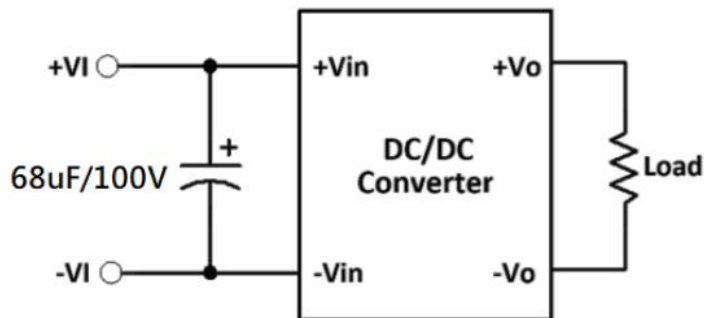 +VI
+Vin
+Vo
+
68uF/100V
DC/DC
Converter
Load
-VI
-Vin
-Vo